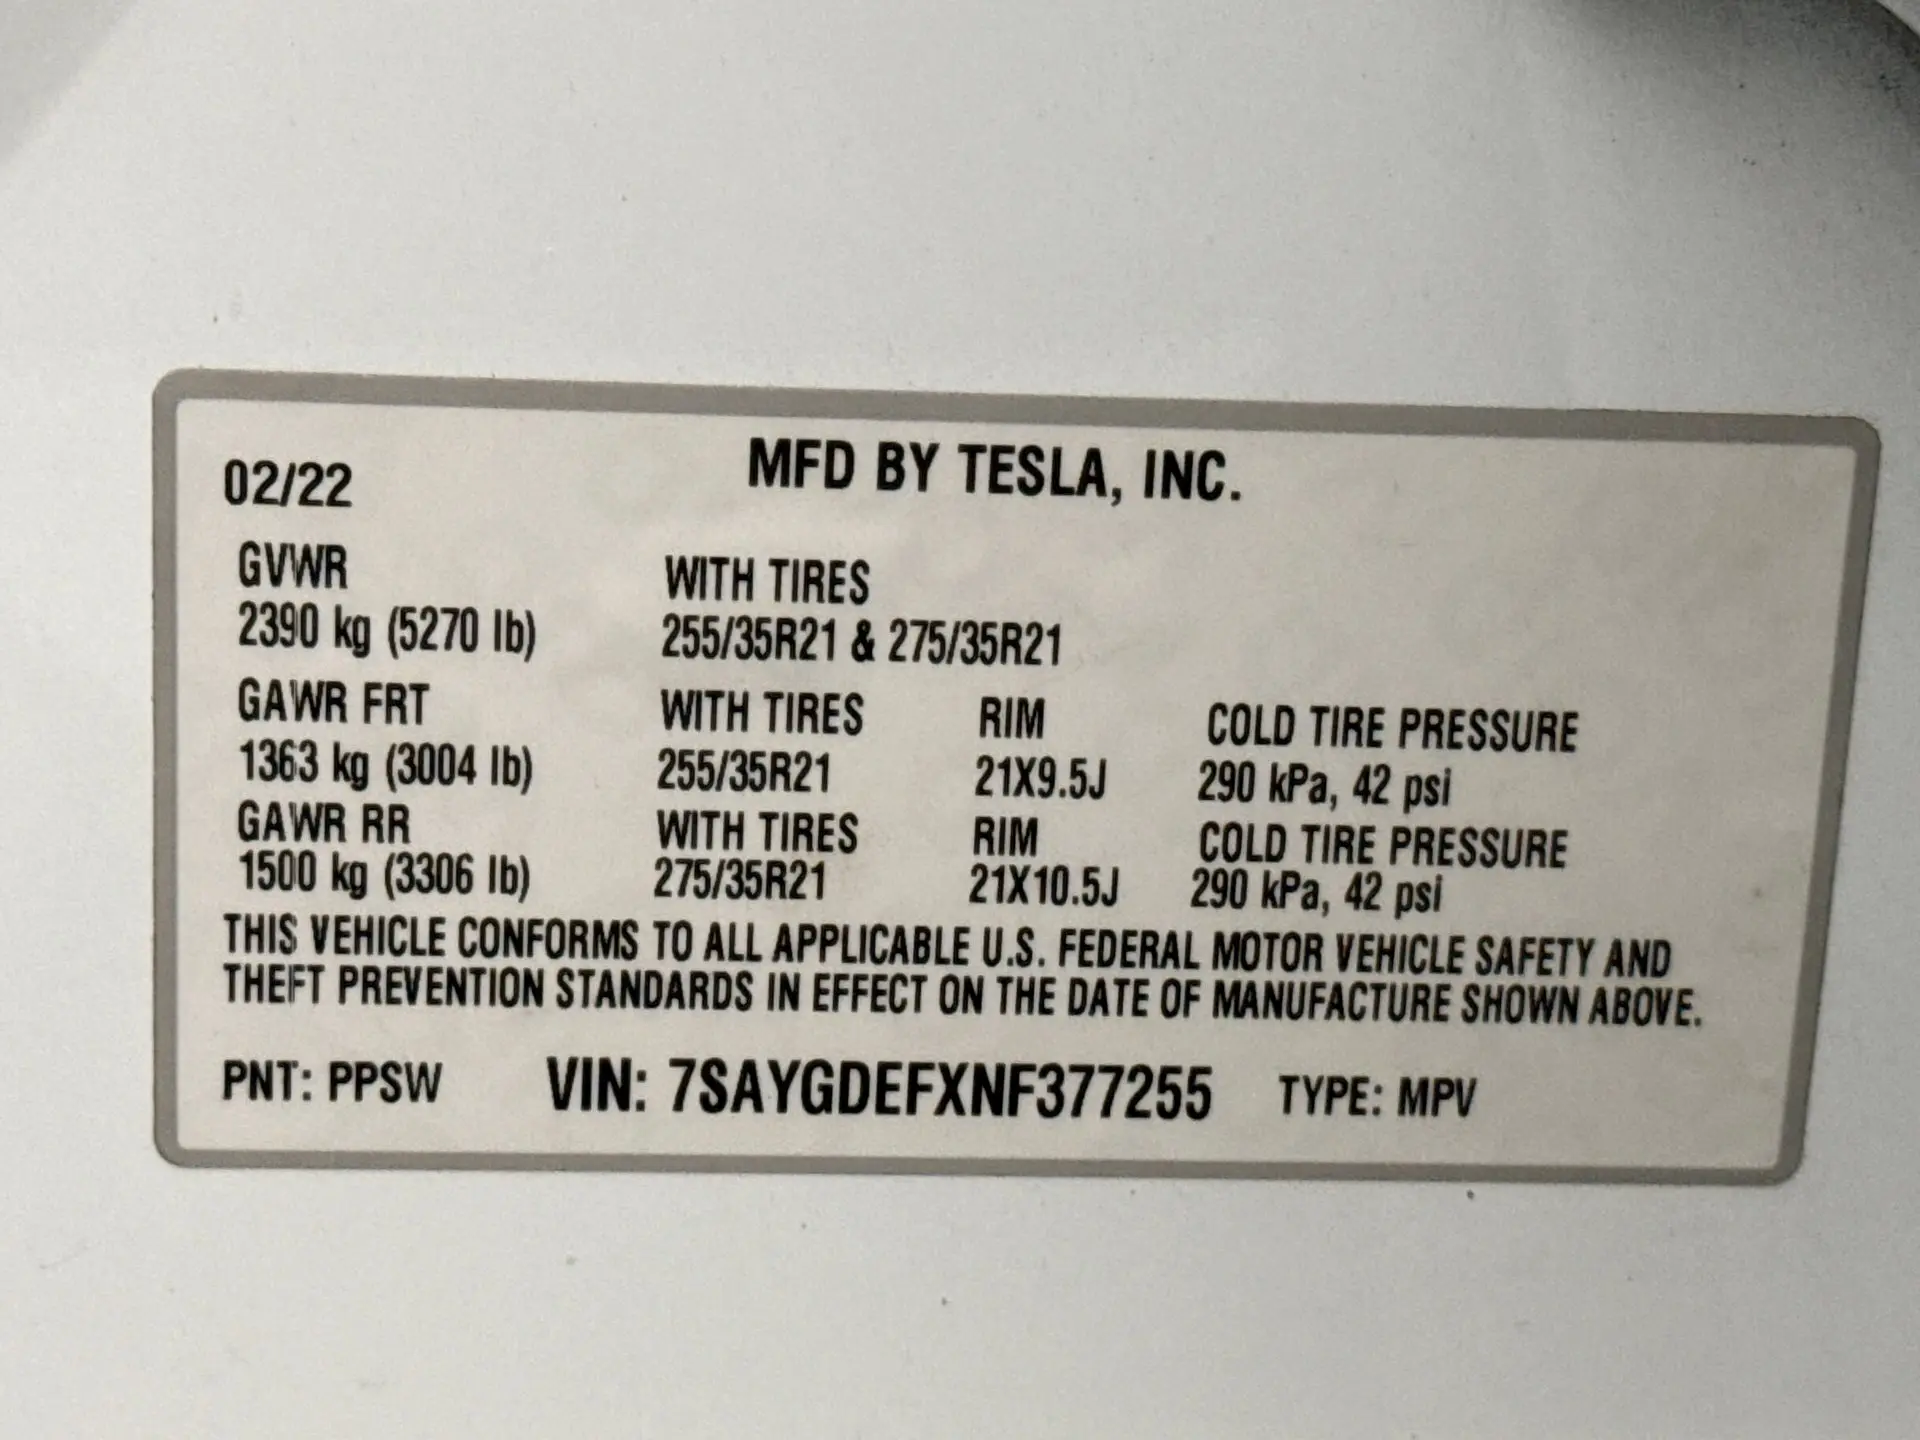 02/22 MFD BY TESLA, INC.
GVWR WITH TIRES
2390 kg (5270 lb) 255/35R21 & 275/35R21
GAWR FRT WITH TIRES RIM COLD TIRE PRESSURE
1363 kg (3004 lb) 255/35R21 21X9.5J 290 kPa, 42 psi
GAWR RR WITH TIRES RIM COLD TIRE PRESSURE
1500 kg (3306 lb) 275/35R21 21X10.5J 290 kPa, 42 psi
THIS VEHICLE CONFORMS TO ALL APPLICABLE U.S. FEDERAL MOTOR VEHICLE SAFETY AND
THEFT PREVENTION STANDARDS IN EFFECT ON THE DATE OF MANUFACTURE SHOWN ABOVE.
PNT: PPSW VIN: 7SAYGDEFXNF377255 TYPE: MPV